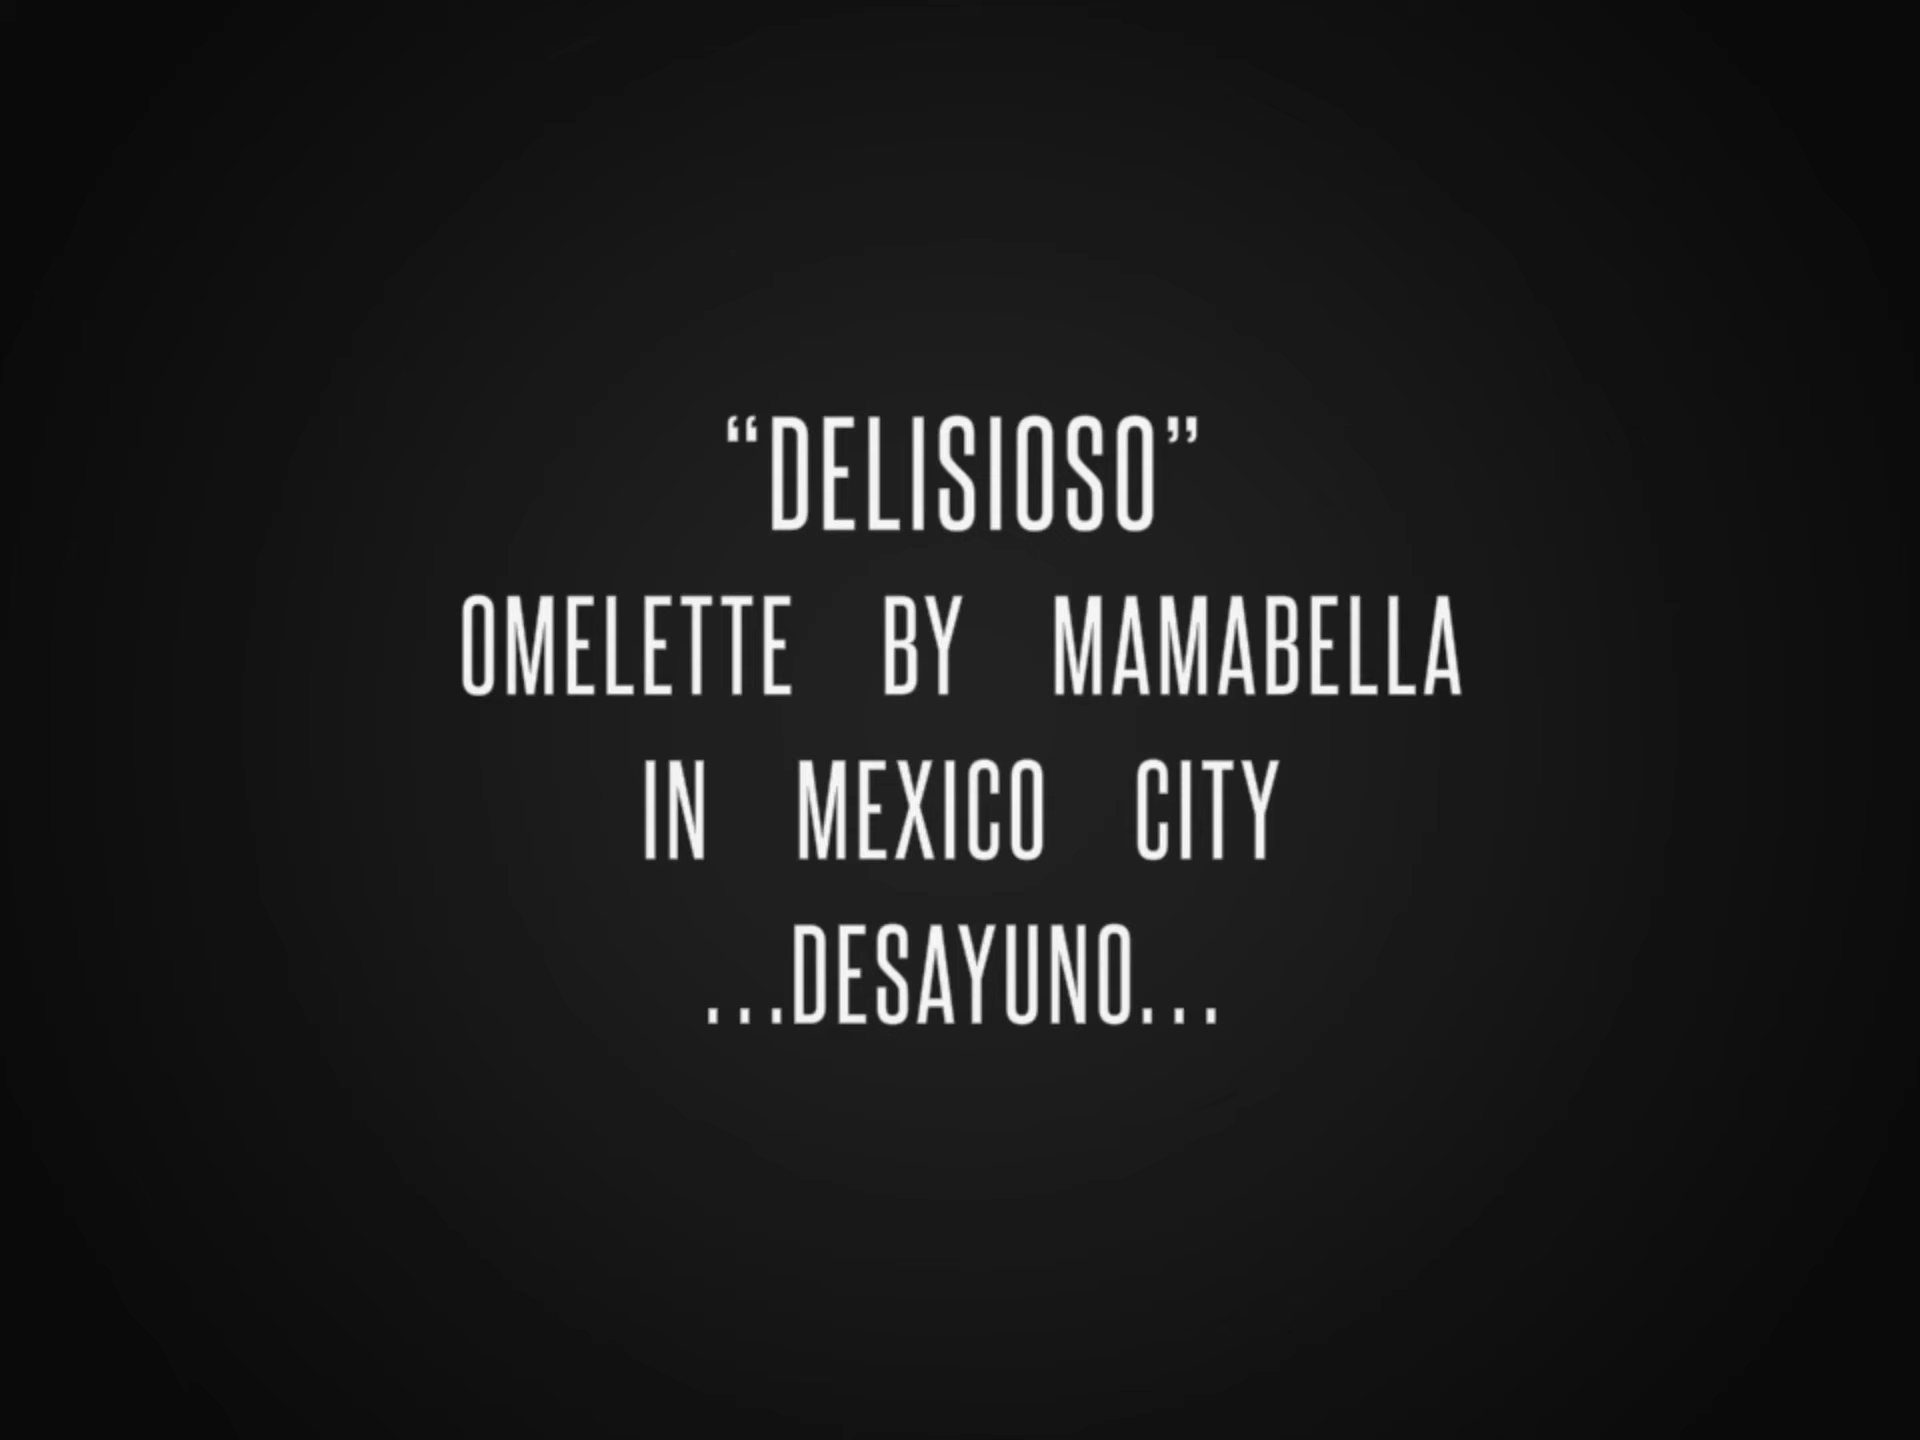 “DELISIOSO”
OMELETTE BY MAMABELLA
IN MEXICO CITY
...DESAYUNO...